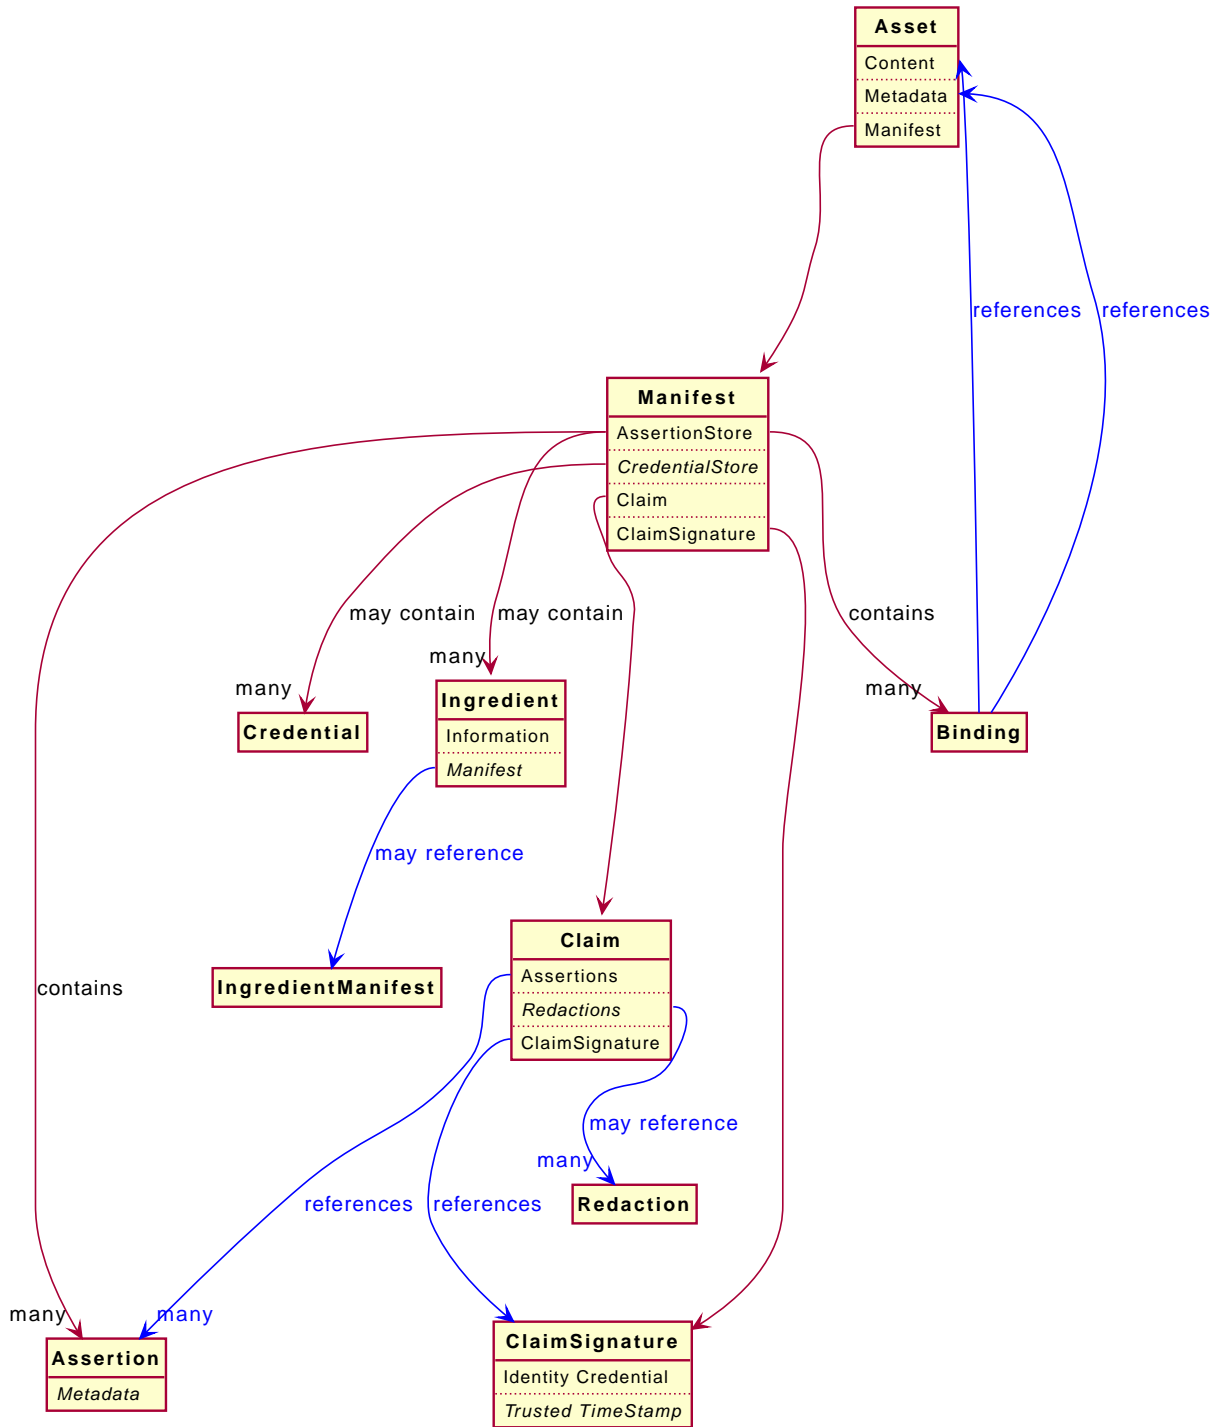 Asset
Content
Metadata
Manifest
references
references
Manifest
AssertionStore
CredentialStore
Claim
ClaimSignature
may contain
may contain
contains
many
many
many
Credential
Ingredient
Information
Manifest
Binding
may reference
IngredientManifest
contains
Claim
Assertions
Redactions
ClaimSignature
may reference
many
Redaction
references
references
many
many
Assertion
Metadata
ClaimSignature
Identity Credential
Trusted TimeStamp